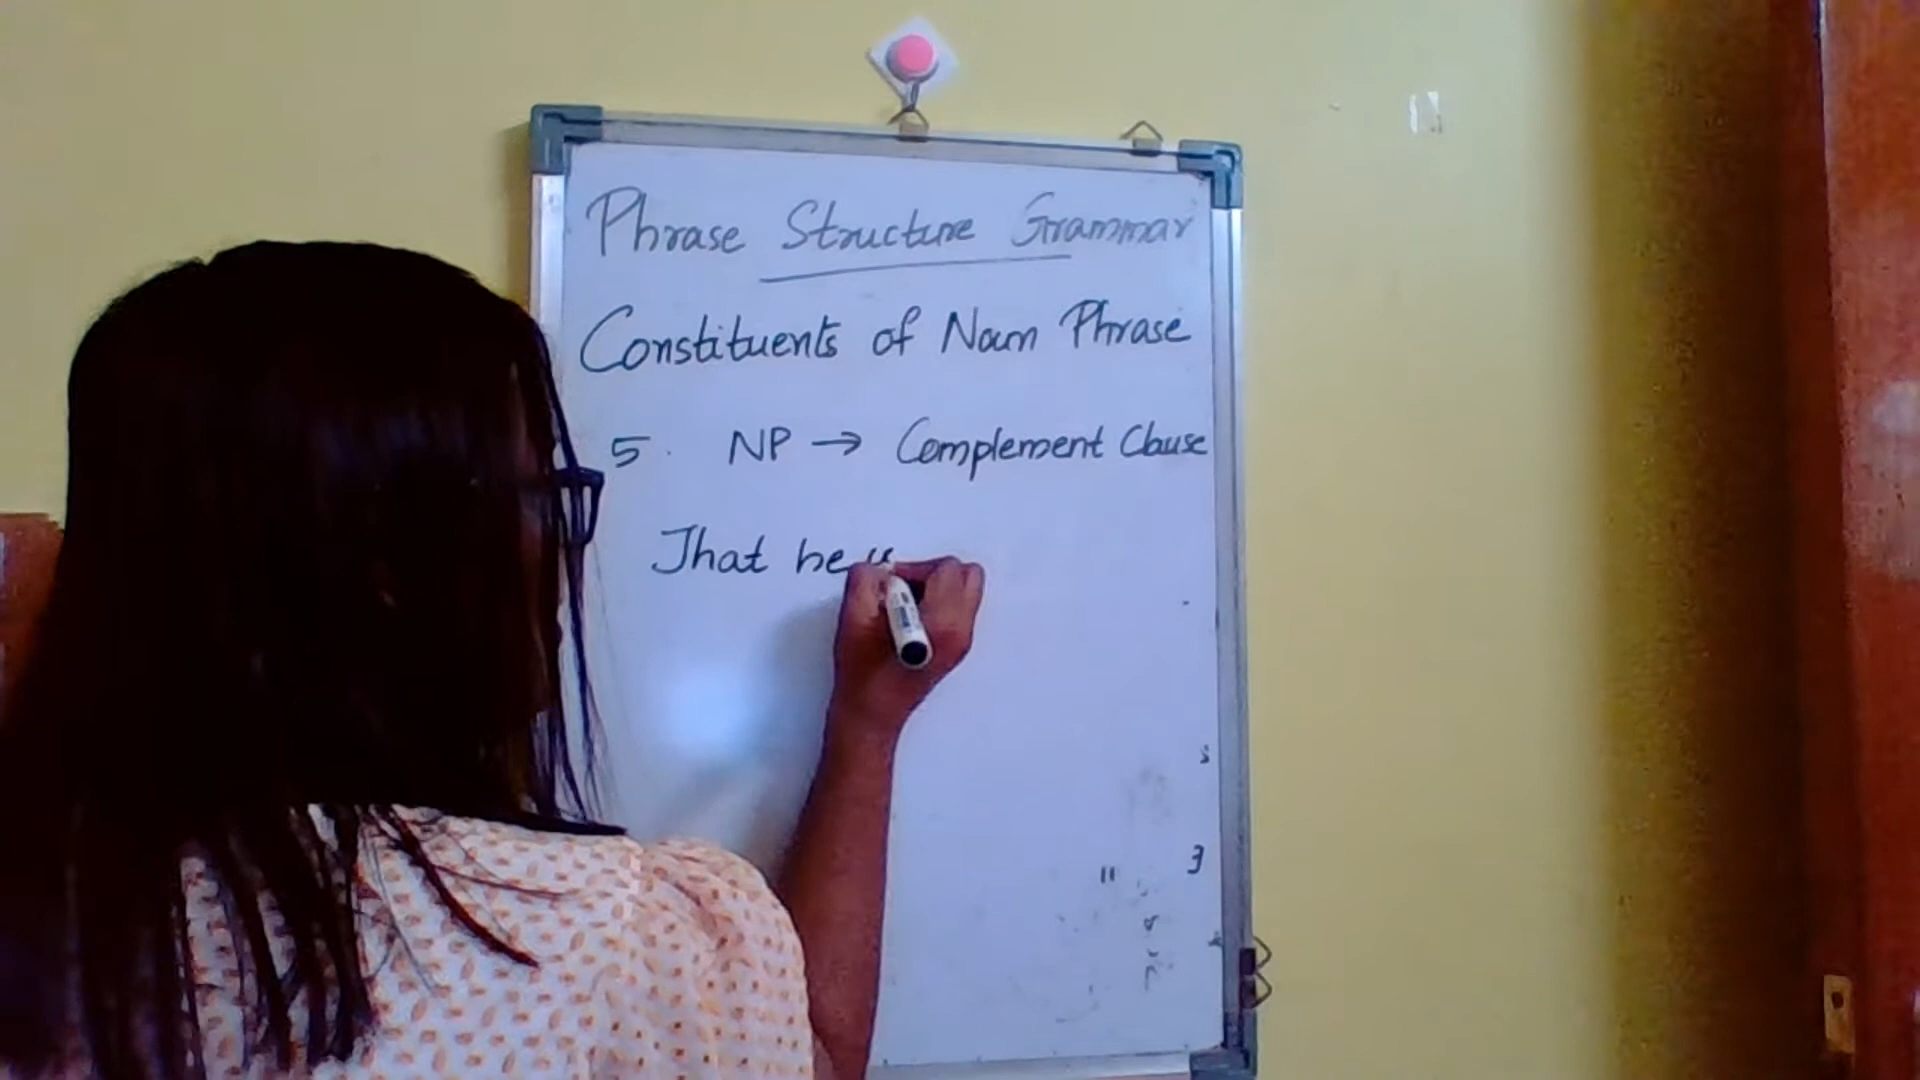 Phrase Structure Grammar
Constituents of Noun Phrase
5. NP → Complement Clause
That he